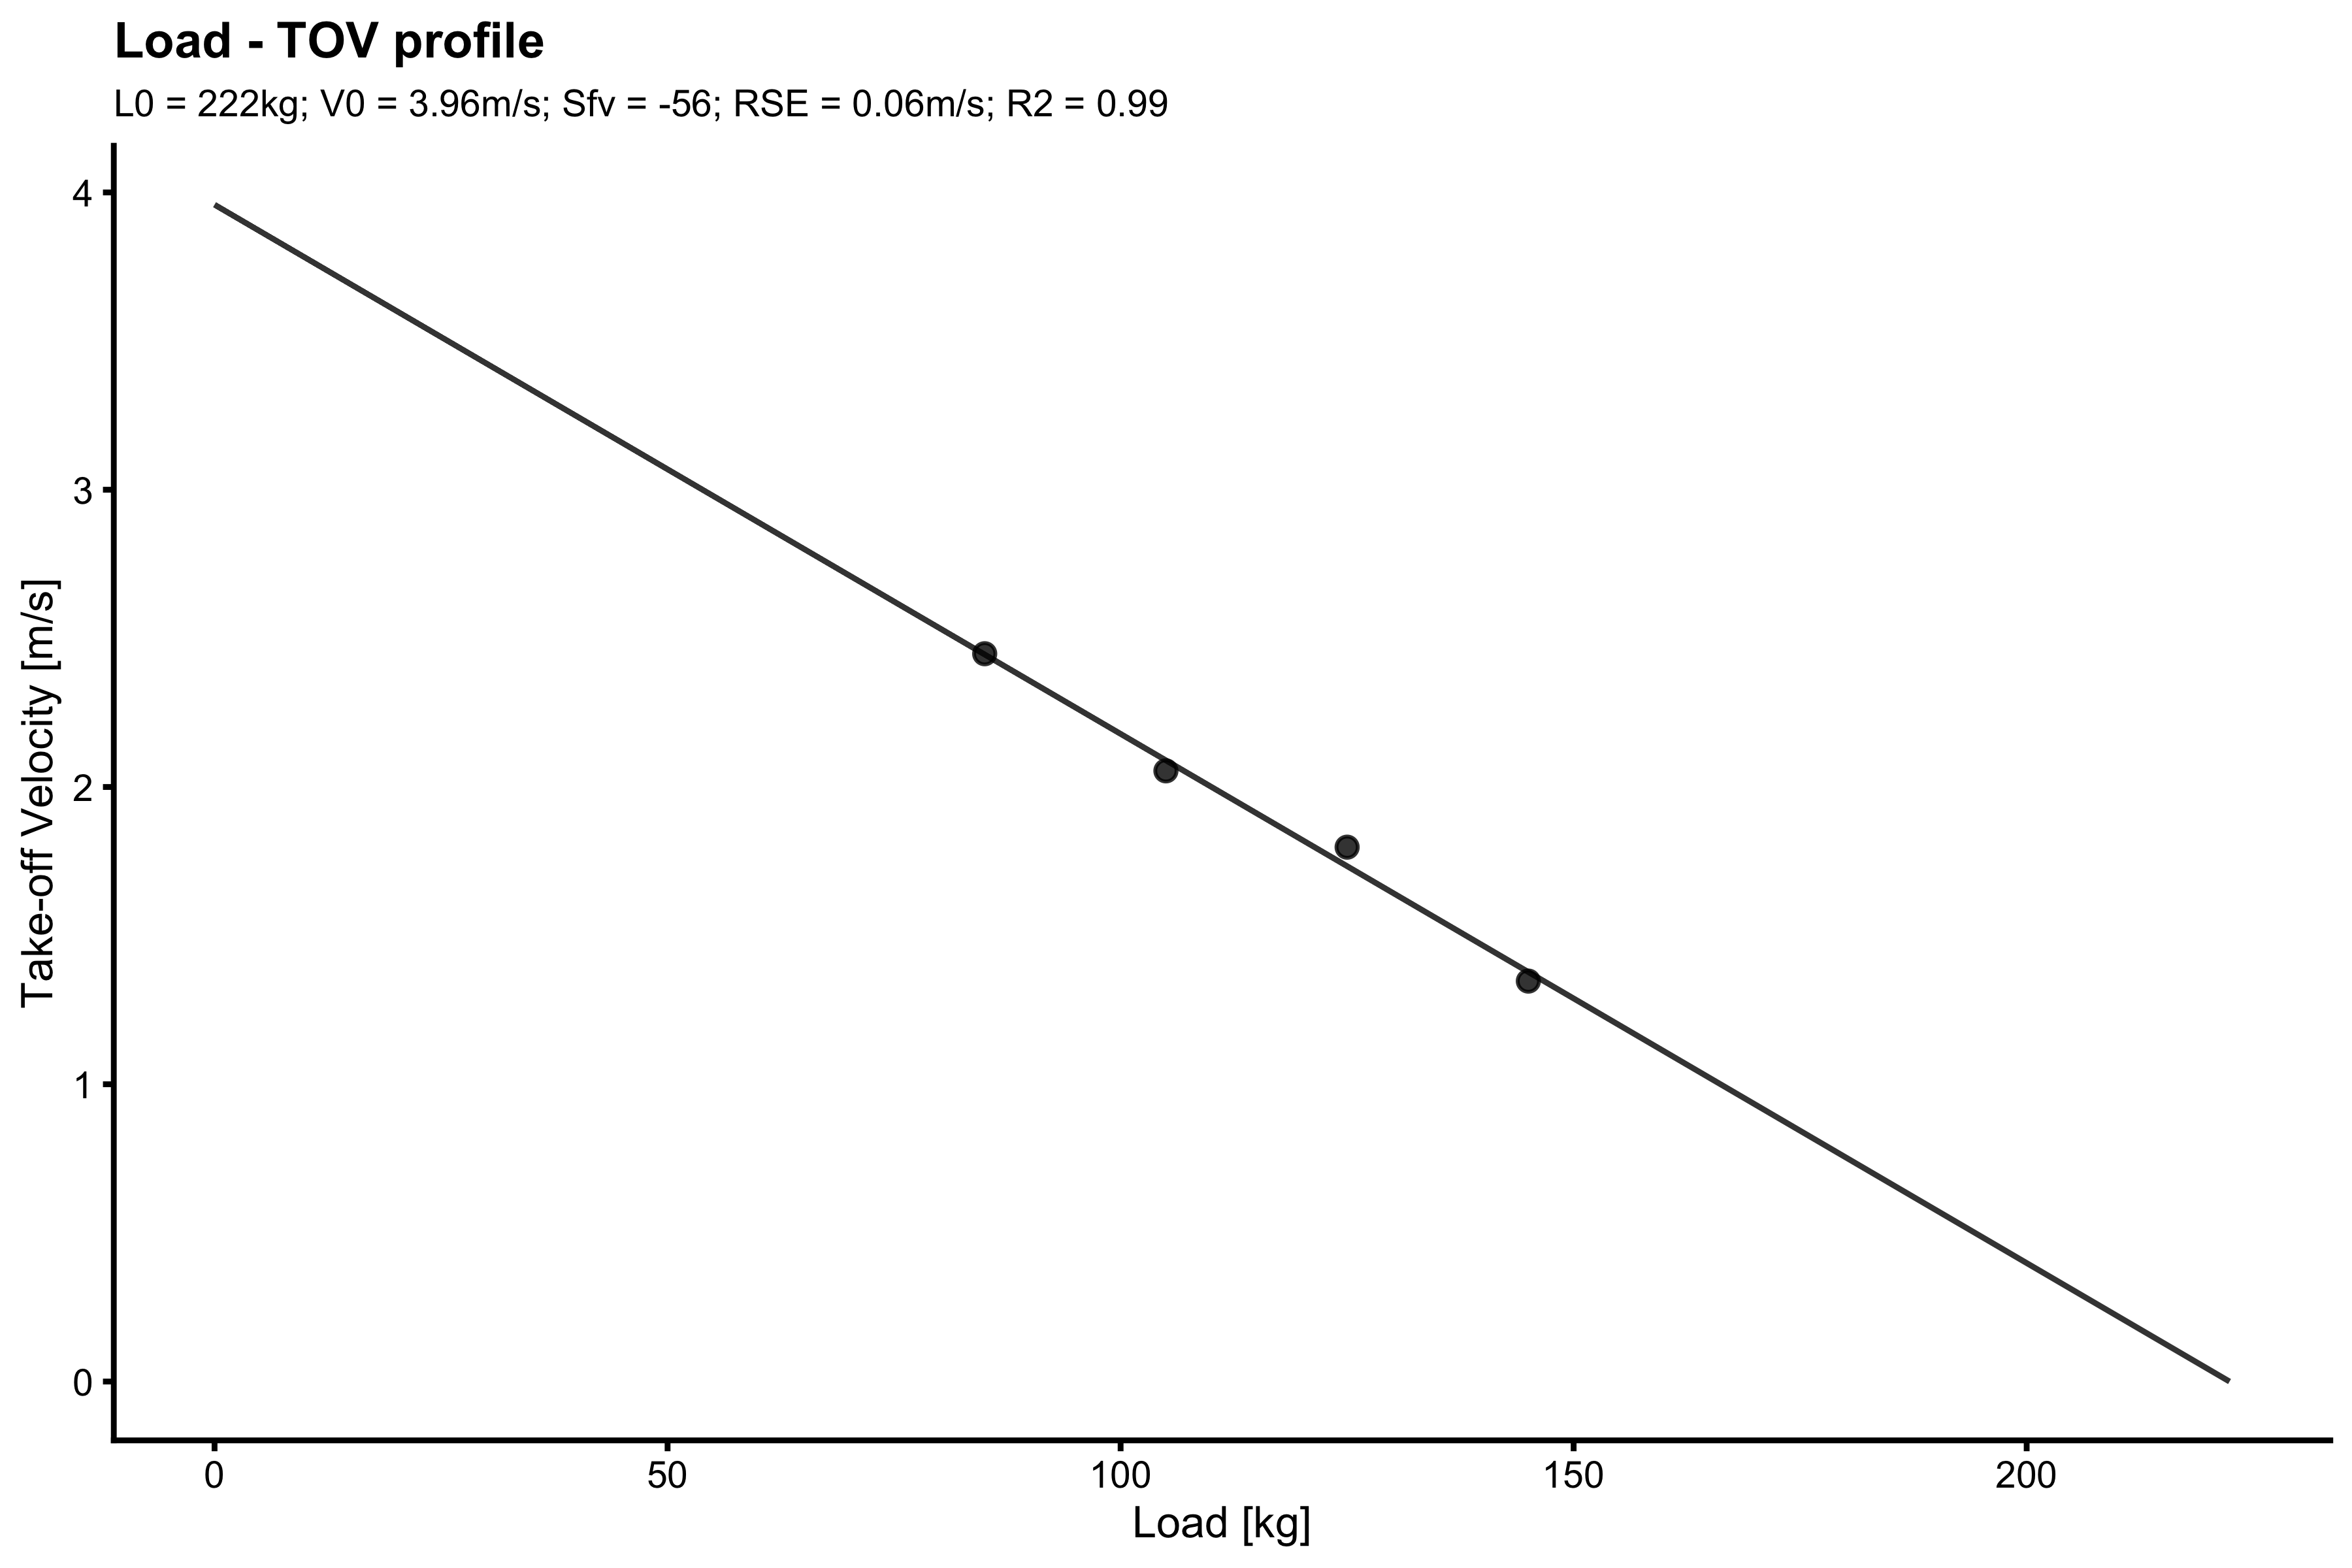 Load - TOV profile
L0 = 222kg; V0 = 3.96m/s; Sfv = -56; RSE = 0.06m/s; R2 = 0.99
4
3
2
1
0
Take-off Velocity [m/s]
0 50 100 150 200
Load [kg]